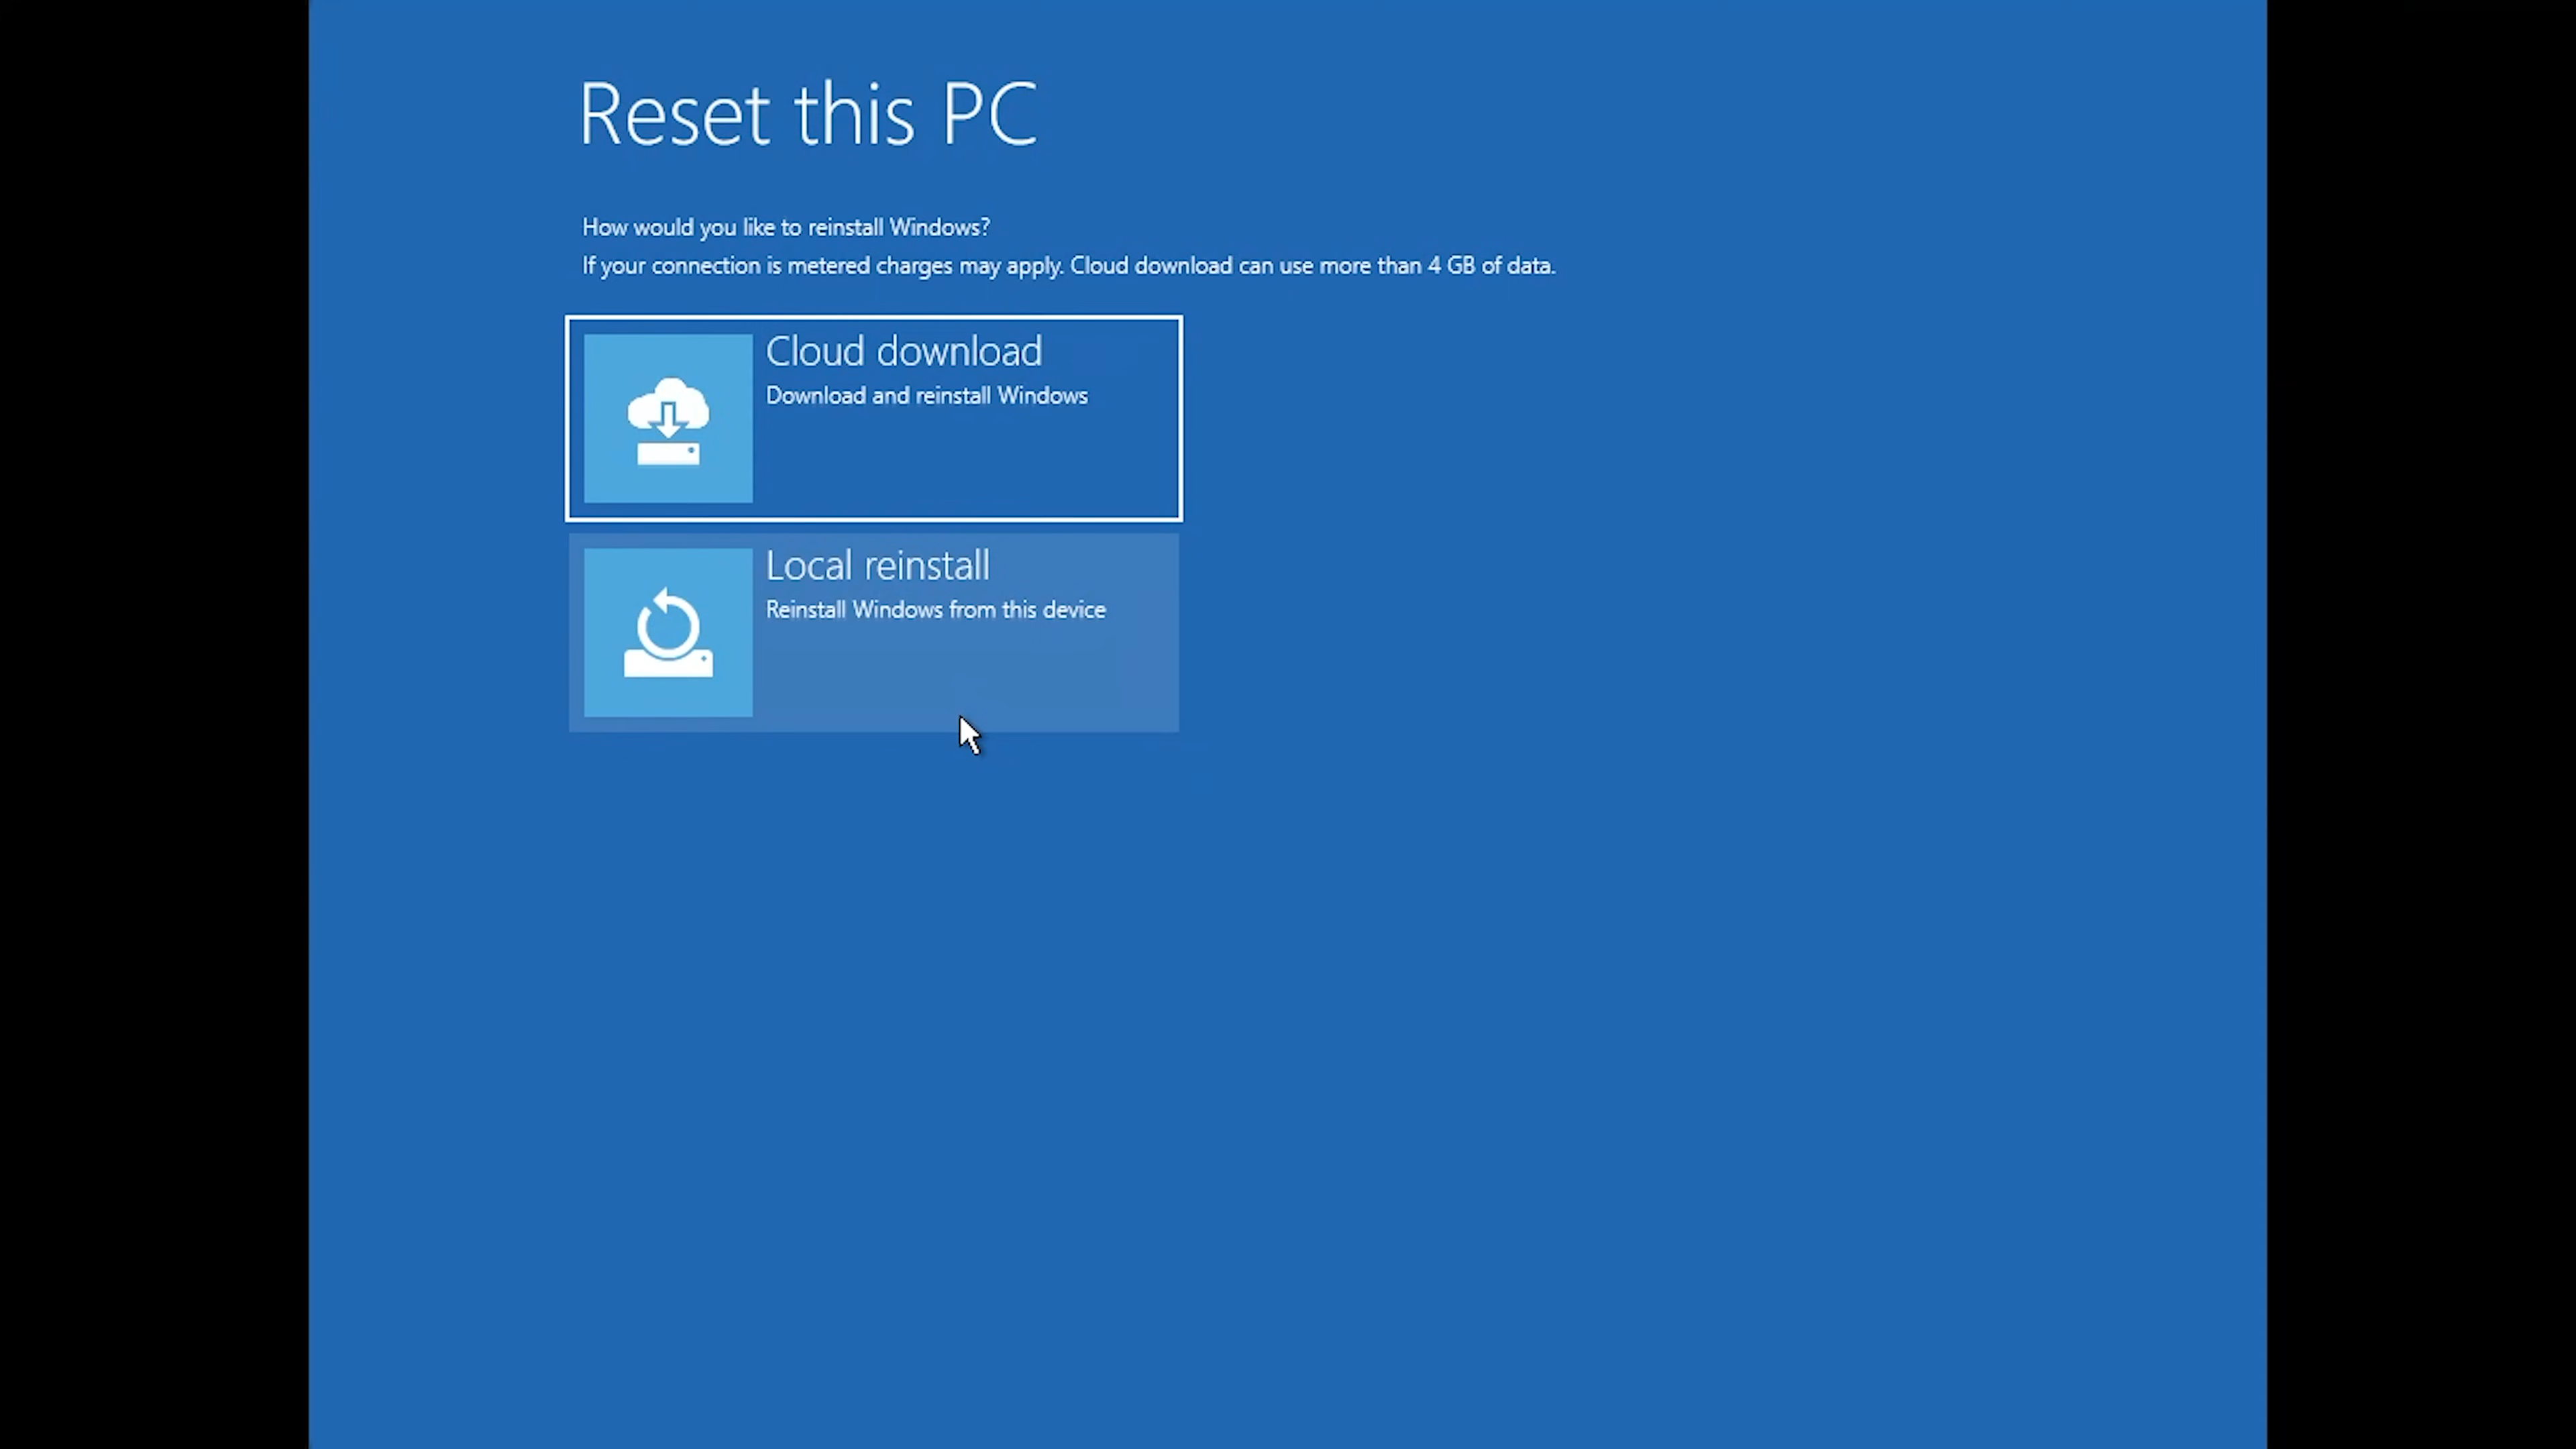 Reset this PC
How would you like to reinstall Windows?
If your connection is metered charges may apply. Cloud download can use more than 4 GB of data.
Cloud download
Download and reinstall Windows
Local reinstall
Reinstall Windows from this device